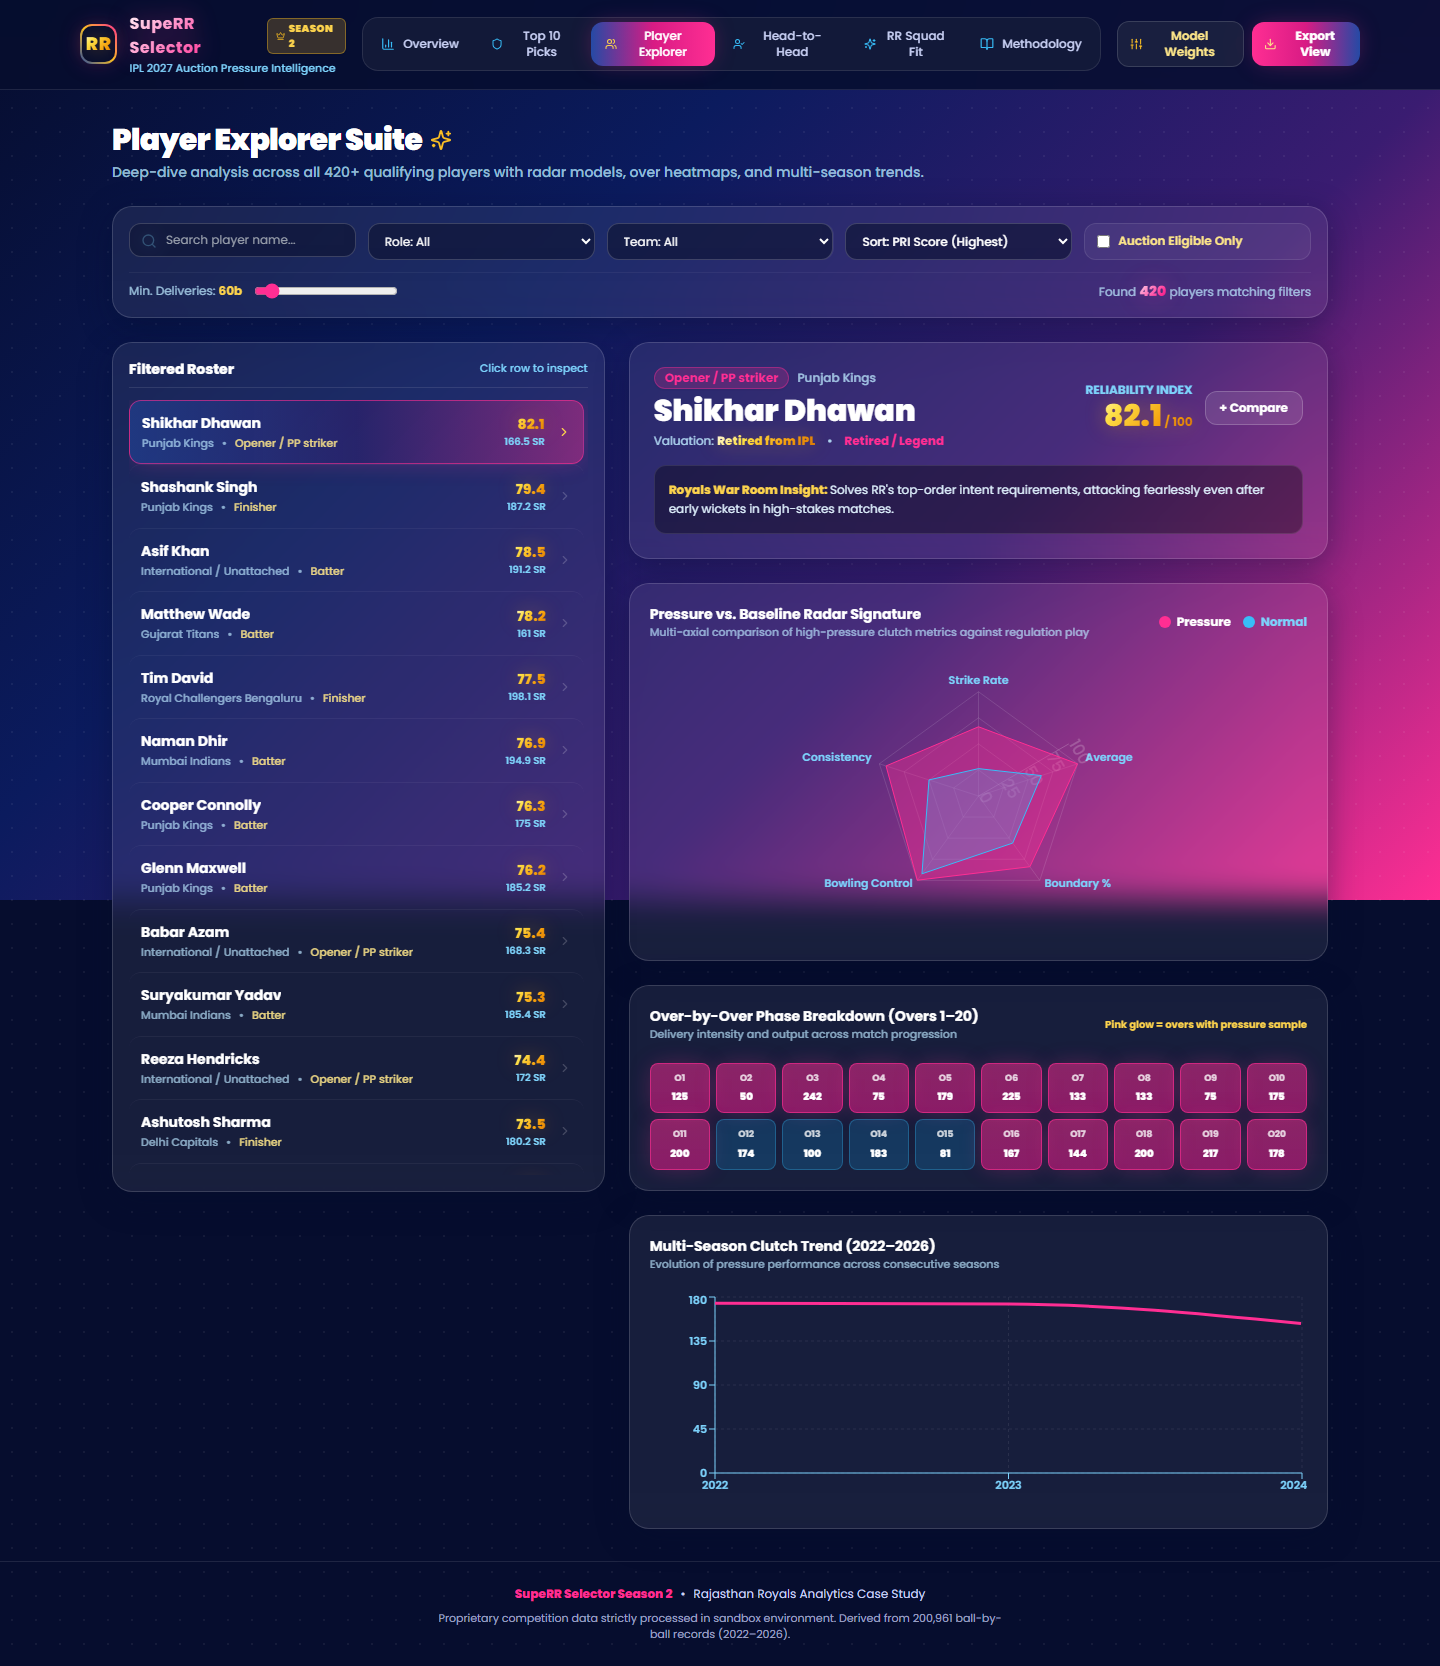 RR
SupeRR
Selector
SEASON
2
IPL 2027 Auction Pressure Intelligence
Overview
Top 10
Picks
Player
Explorer
Head-to-
Head
RR Squad
Fit
Methodology
Model
Weights
Export
View
Player Explorer Suite
Deep-dive analysis across all 420+ qualifying players with radar models, over heatmaps, and multi-season trends.
Search player name...
Role: All
Team: All
Sort: PRI Score (Highest)
Auction Eligible Only
Min. Deliveries: 60b
Found 420 players matching filters
Filtered Roster
Click row to inspect
Shikhar Dhawan 82.1
Punjab Kings • Opener / PP striker 166.5 SR
Shashank Singh 79.4
Punjab Kings • Finisher 187.2 SR
Asif Khan 78.5
International / Unattached • Batter 191.2 SR
Matthew Wade 78.2
Gujarat Titans • Batter 161 SR
Tim David 77.5
Royal Challengers Bengaluru • Finisher 198.1 SR
Naman Dhir 76.9
Mumbai Indians • Batter 194.9 SR
Cooper Connolly 76.3
Punjab Kings • Batter 175 SR
Glenn Maxwell 76.2
Punjab Kings • Batter 185.2 SR
Babar Azam 75.4
International / Unattached • Opener / PP striker 168.3 SR
Suryakumar Yadav 75.3
Mumbai Indians • Batter 185.4 SR
Reeza Hendricks 74.4
International / Unattached • Opener / PP striker 172 SR
Ashutosh Sharma 73.5
Delhi Capitals • Finisher 180.2 SR
Opener / PP striker Punjab Kings
Shikhar Dhawan
Valuation: Retired from IPL • Retired / Legend
RELIABILITY INDEX
82.1 / 100
+ Compare
Royals War Room Insight: Solves RR's top-order intent requirements, attacking fearlessly even after
early wickets in high-stakes matches.
Pressure vs. Baseline Radar Signature
Multi-axial comparison of high-pressure clutch metrics against regulation play
Pressure Normal
Strike Rate
Consistency
Average
Bowling Control
Boundary %
0
25
50
75
100
Over-by-Over Phase Breakdown (Overs 1–20)
Delivery intensity and output across match progression
Pink glow = overs with pressure sample
O1 O2 O3 O4 O5 O6 O7 O8 O9 O10
125 50 242 75 179 225 133 133 75 175
O11 O12 O13 O14 O15 O16 O17 O18 O19 O20
200 174 100 183 81 167 144 200 217 178
Multi-Season Clutch Trend (2022–2026)
Evolution of pressure performance across consecutive seasons
180
135
90
45
0
2022 2023 2024
SupeRR Selector Season 2 • Rajasthan Royals Analytics Case Study
Proprietary competition data strictly processed in sandbox environment. Derived from 200,961 ball-by-
ball records (2022–2026).